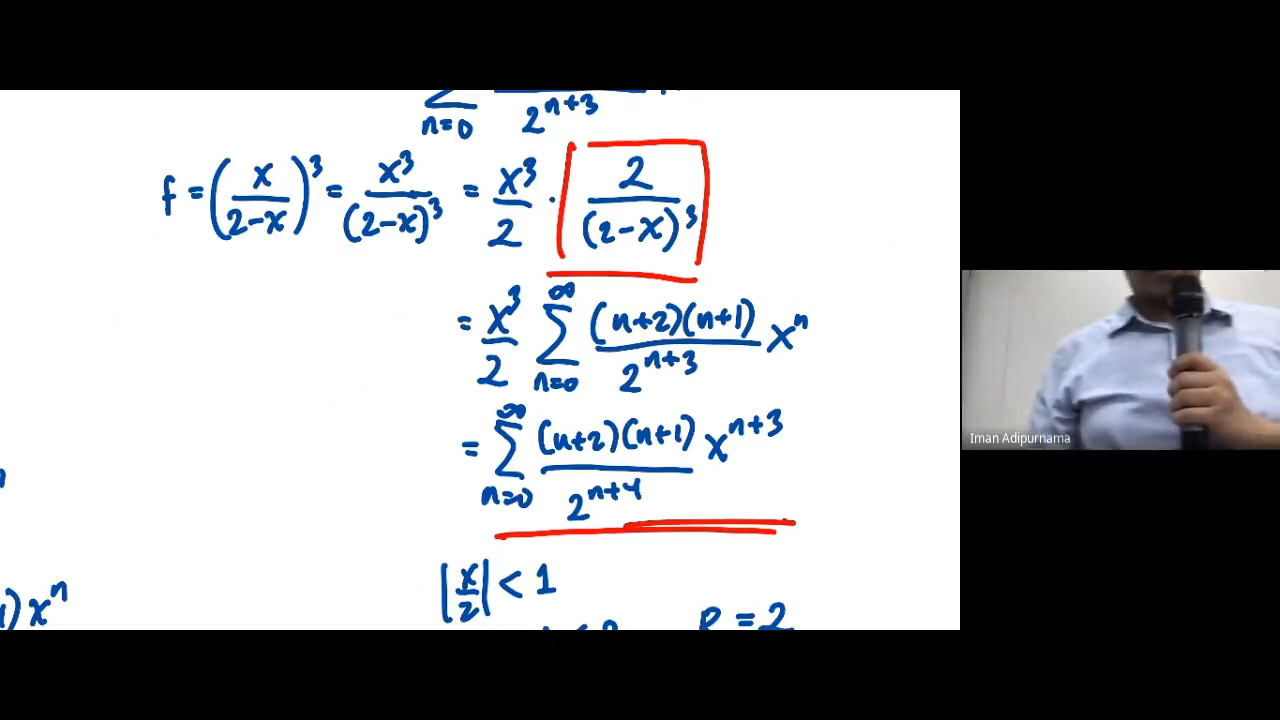 ∑ n=0 2^{n+3}
f = (x/(2-x))^3 = x^3/(2-x)^3 = x^3/2 · 2/(2-x)^3
= x^3/2 ∑_{n=0}^{∞} (n+2)(n+1)/2^{n+3} x^n
= ∑_{n=0}^{∞} (n+2)(n+1)/2^{n+4} x^{n+3}
|x/2| < 1
) x^n
R = 2
Iman Adipurnama